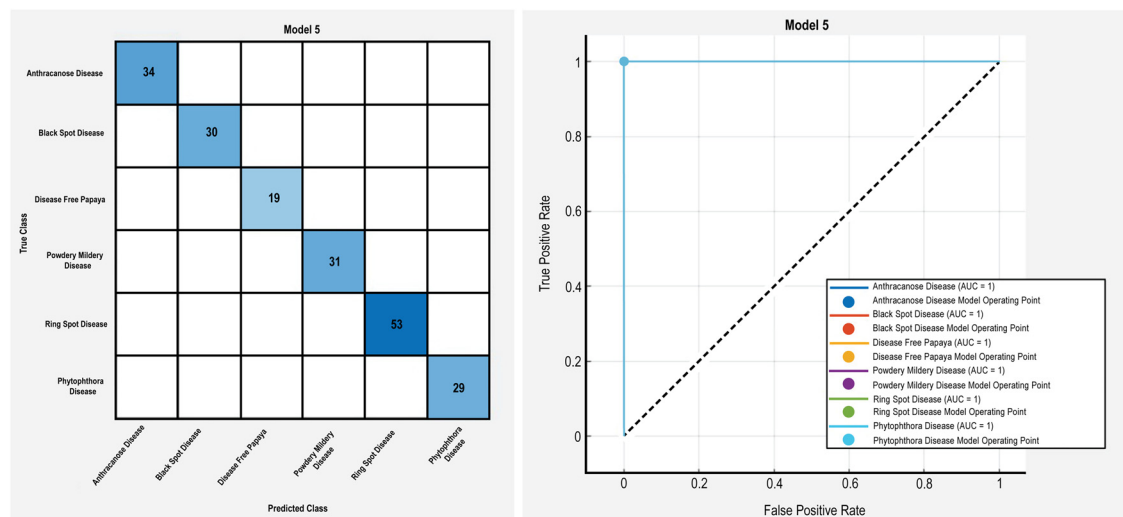 Model 5
True Class
Anthracanose Disease
34
Black Spot Disease
30
Disease Free Papaya
19
Powdery Mildery
Disease
31
Ring Spot Disease
53
Phytophthora
Disease
29
Anthracanose Disease
Black Spot Disease
Disease Free Papaya
Powdery Mildery
Disease
Ring Spot Disease
Phytophthora
Disease
Predicted Class
Model 5
True Positive Rate
1
0.8
0.6
0.4
0.2
0
Anthracanose Disease (AUC = 1)
Anthracanose Disease Model Operating Point
Black Spot Disease (AUC = 1)
Black Spot Disease Model Operating Point
Disease Free Papaya (AUC = 1)
Disease Free Papaya Model Operating Point
Powdery Mildery Disease (AUC = 1)
Powdery Mildery Disease Model Operating Point
Ring Spot Disease (AUC = 1)
Ring Spot Disease Model Operating Point
Phytophthora Disease (AUC = 1)
Phytophthora Disease Model Operating Point
0 0.2 0.4 0.6 0.8 1
False Positive Rate